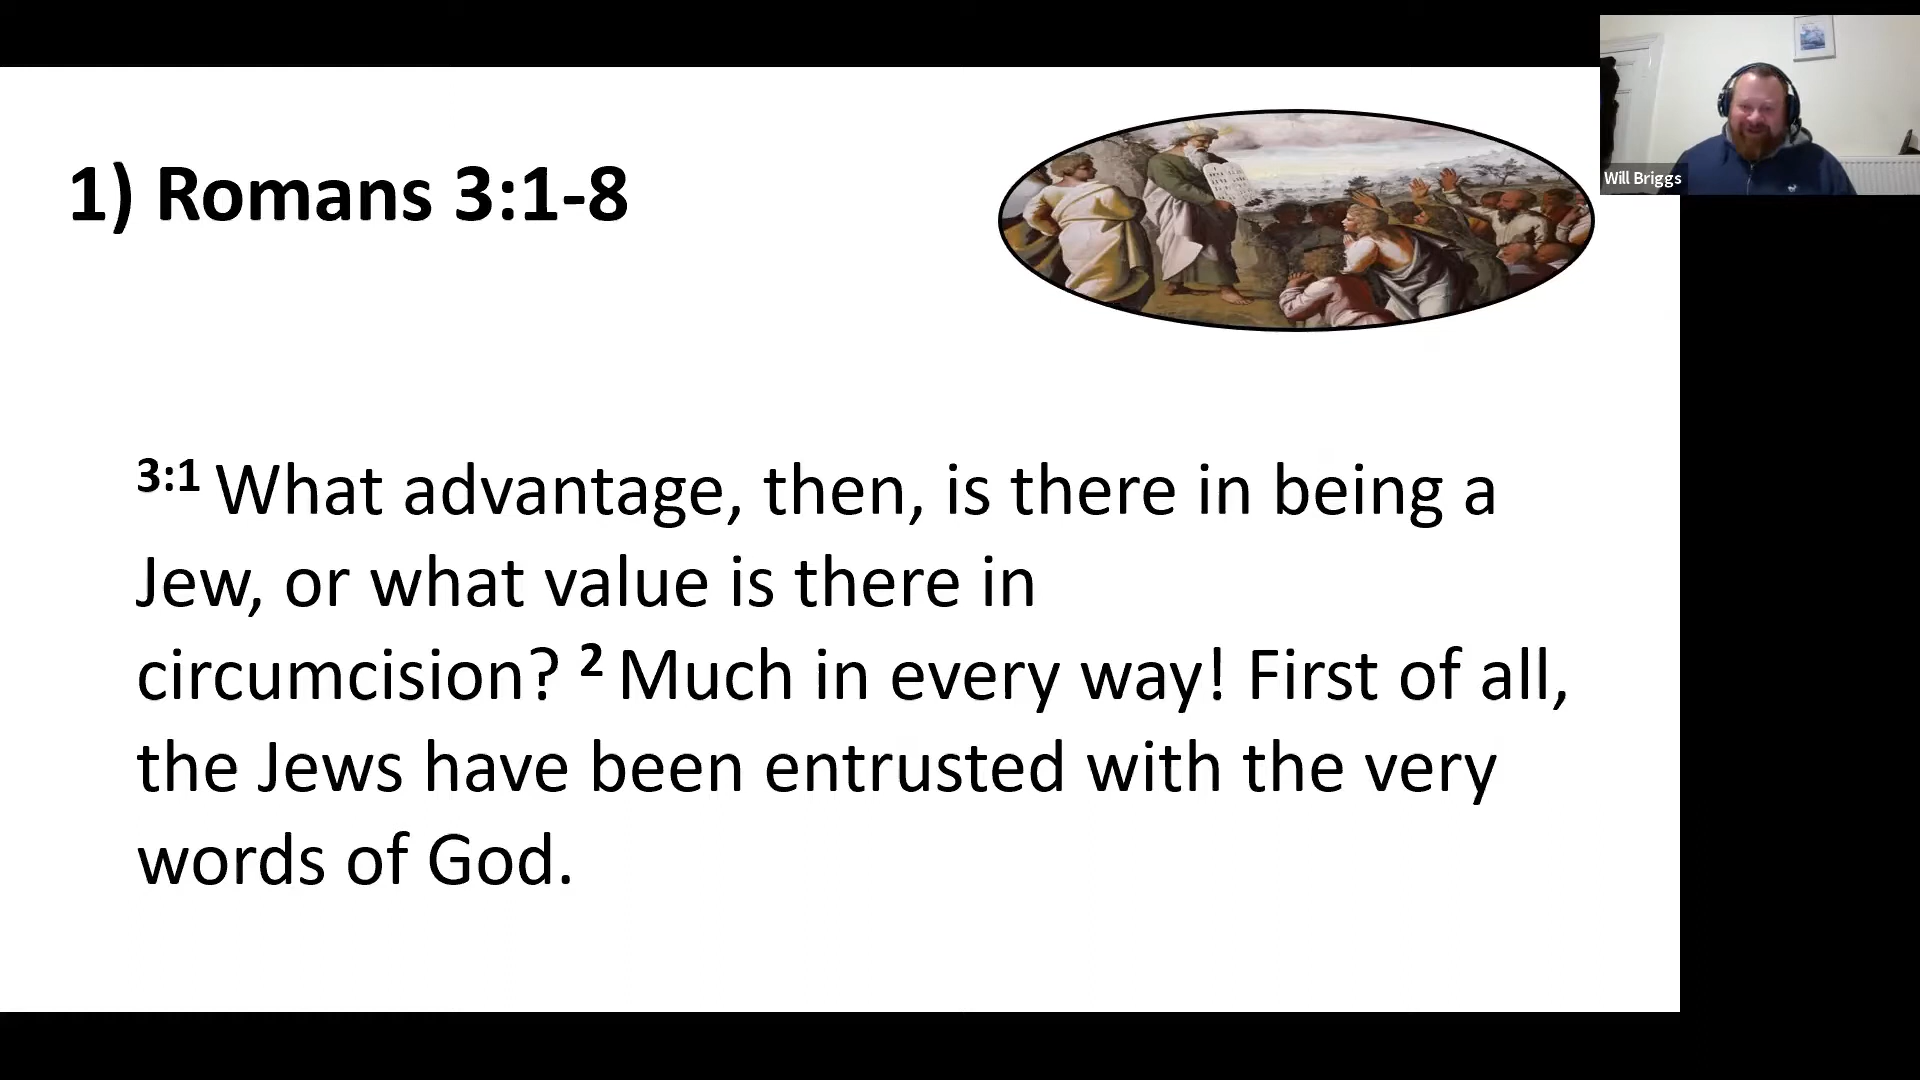 1) Romans 3:1-8
Will Briggs
3:1 What advantage, then, is there in being a
Jew, or what value is there in
circumcision? 2 Much in every way! First of all,
the Jews have been entrusted with the very
words of God.